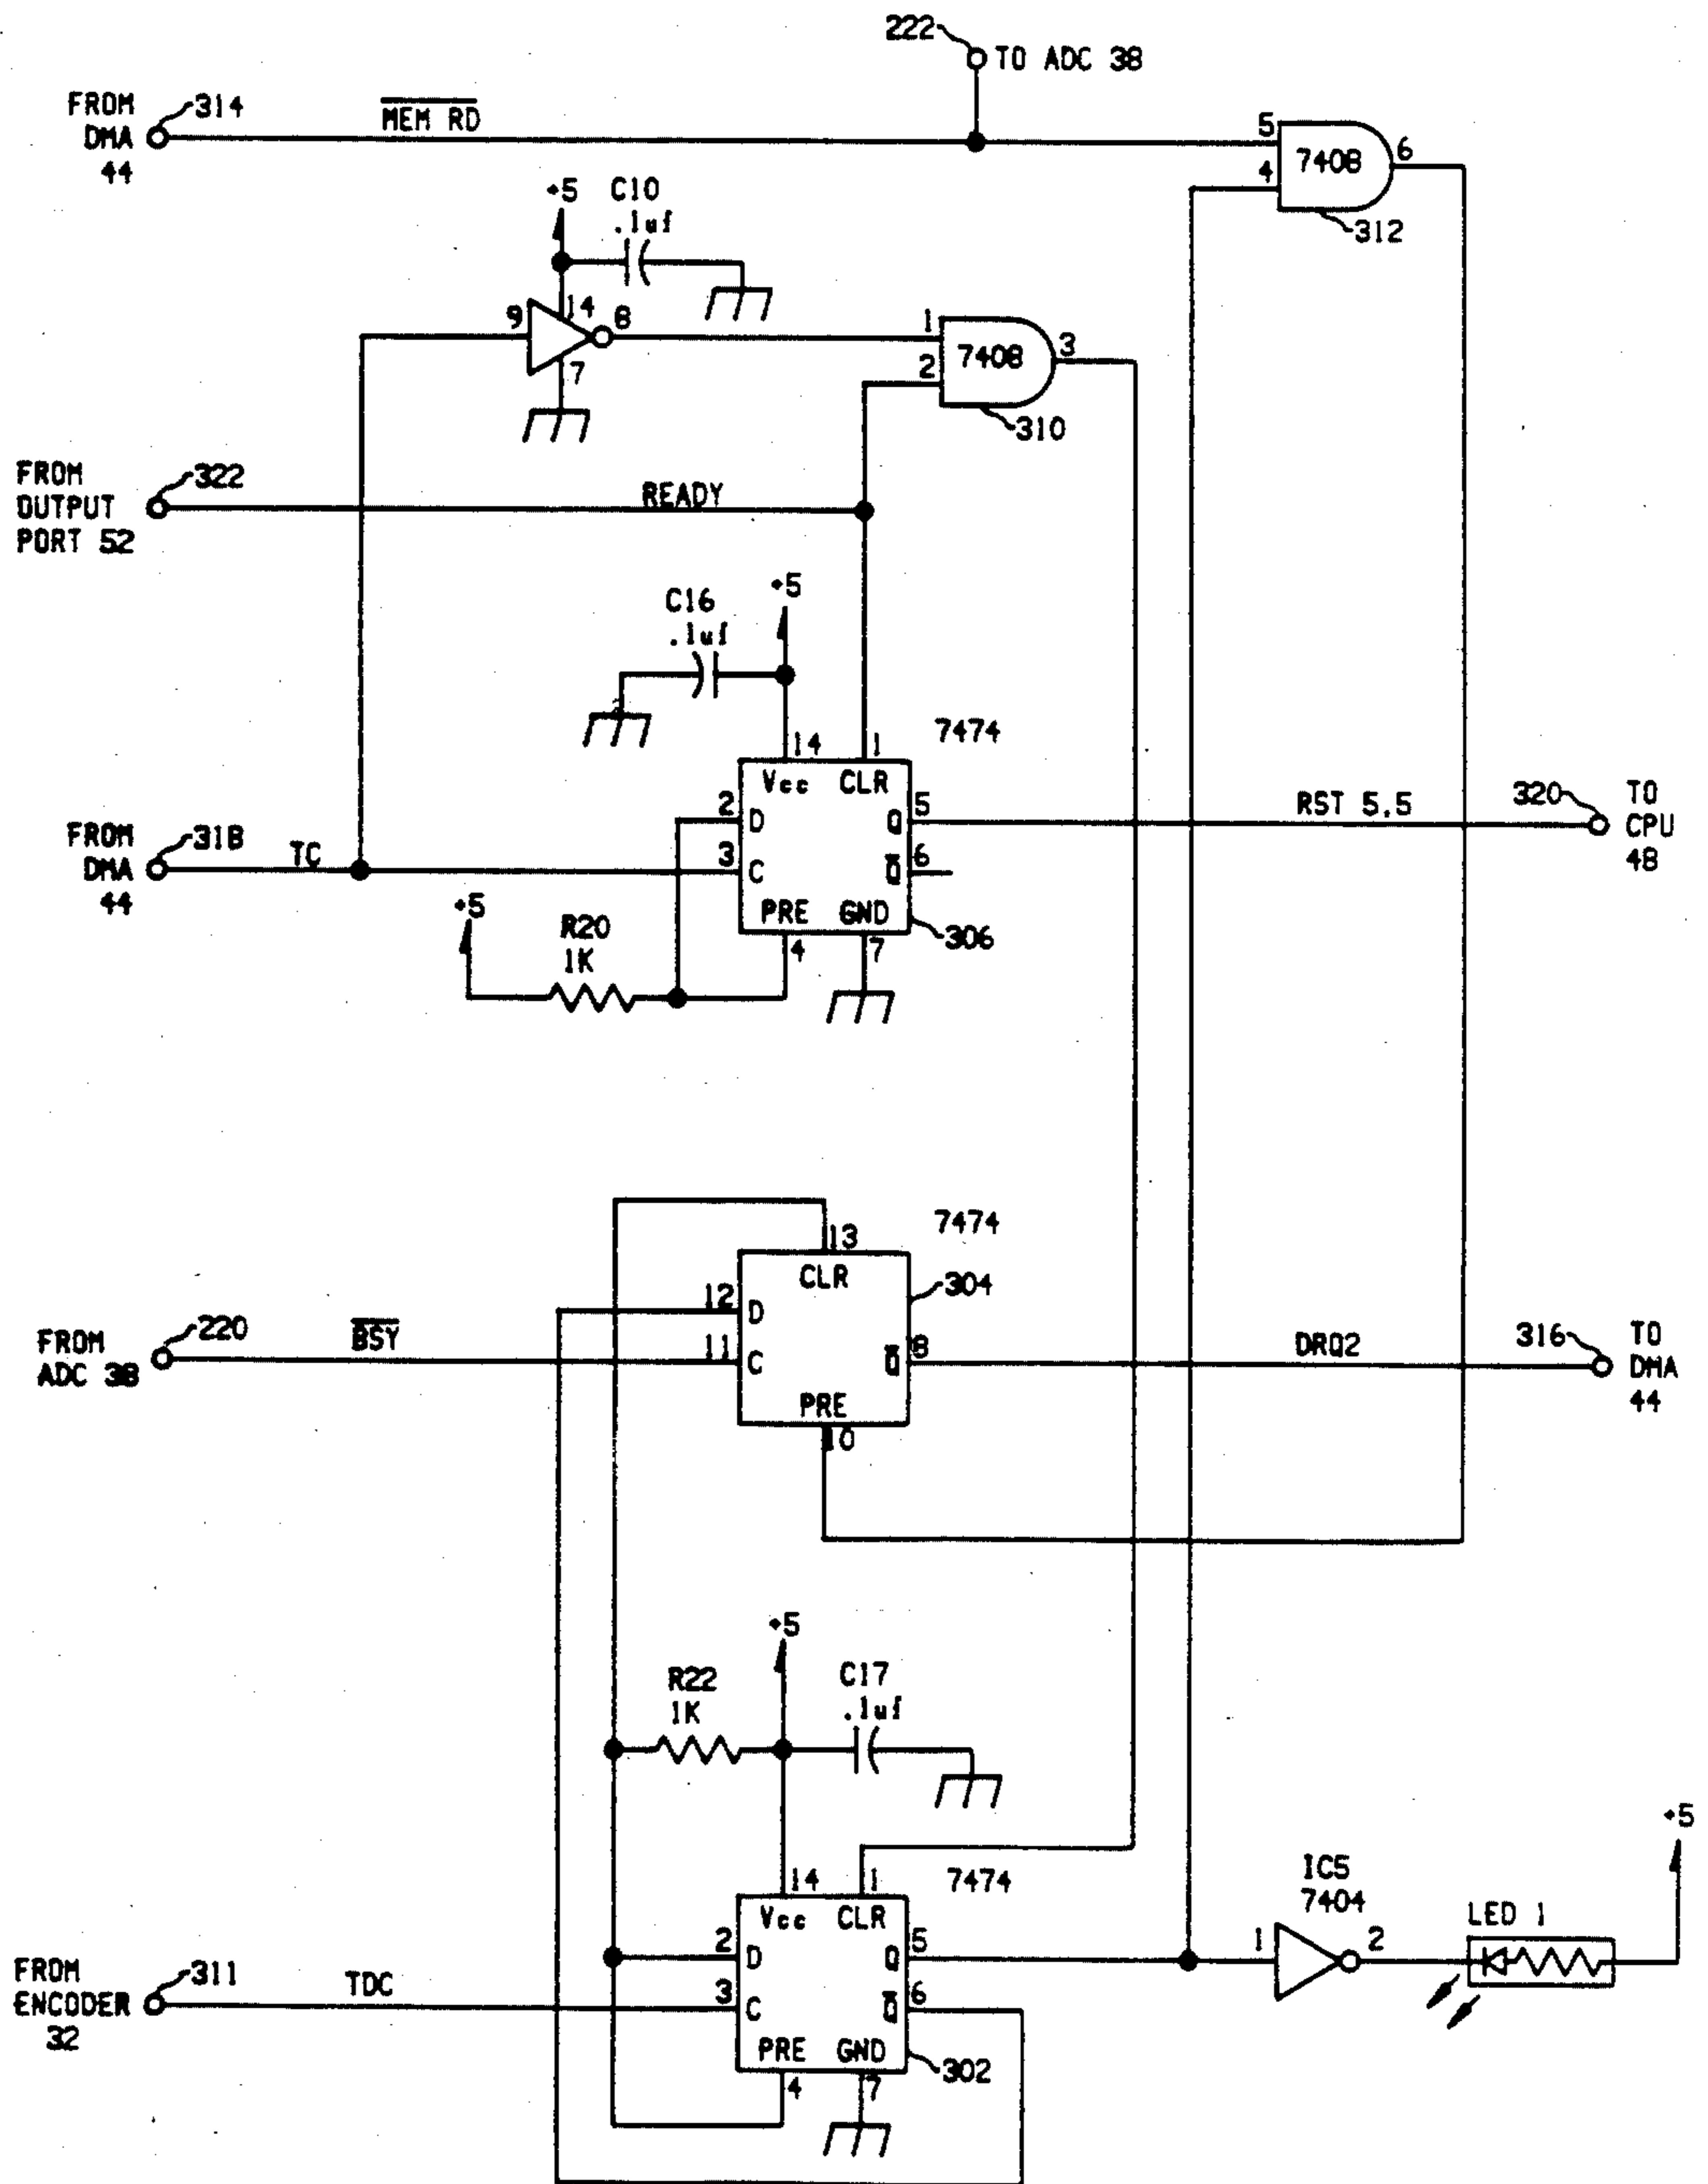 222
TO ADC 38
FROM
DMA
44
314
MEM RD
5
4
7408
6
312
+5
C10
.1uf
9
14
8
7
1
2
7408
3
310
FROM
OUTPUT
PORT 52
322
READY
C16
.1uf
+5
14
1
7474
Vcc
CLR
2
D
Q
5
RST 5.5
320
TO
CPU
48
FROM
DMA
44
318
TC
3
C
Q
6
PRE
GND
306
+5
R20
1K
4
7
13
7474
CLR
304
12
D
FROM
ADC 38
220
BSY
11
C
Q
8
DRQ2
316
TO
DMA
44
PRE
10
+5
R22
1K
C17
.1uf
14
1
7474
Vcc
CLR
2
D
Q
5
IC5
7404
1
2
LED 1
+5
FROM
ENCODER
32
311
TDC
3
C
Q
6
PRE
GND
302
4
7